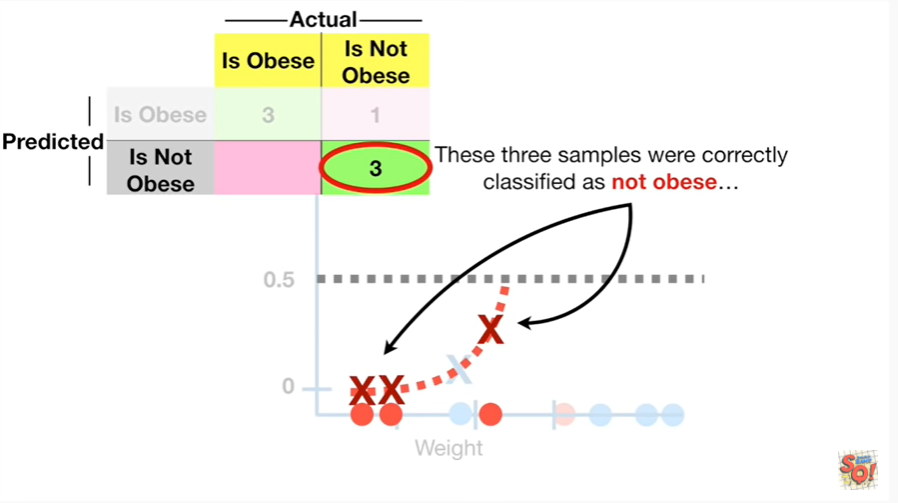 Actual
Is Obese
Is Not
Obese
Is Obese 3 1
Predicted
Is Not
Obese
3
These three samples were correctly
classified as not obese…
0.5
X
X
0
X X
Weight
SQ!